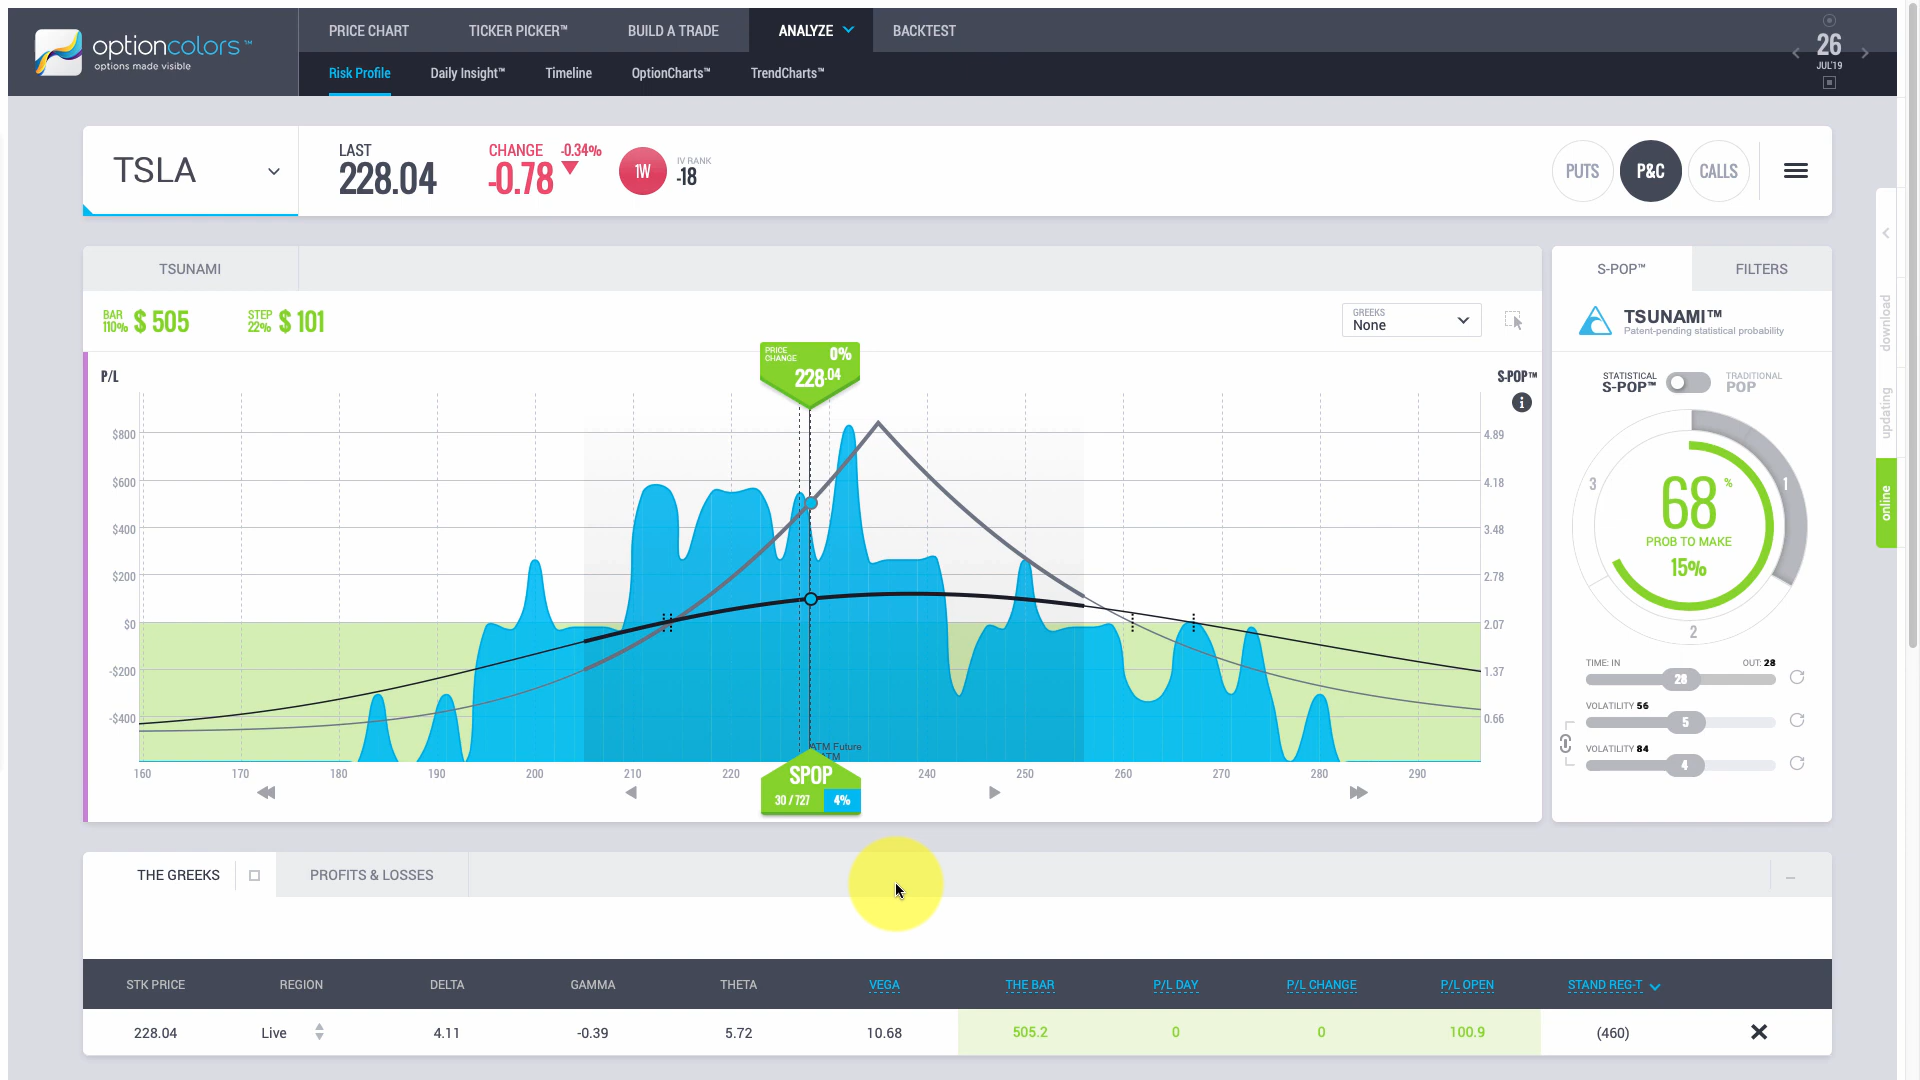 optioncolors™
options made visible
PRICE CHART
TICKER PICKER™
BUILD A TRADE
ANALYZE
BACKTEST
Risk Profile
Daily Insight™
Timeline
OptionCharts™
TrendCharts™
26
JUL'19
TSLA
LAST
228.04
CHANGE -0.34%
-0.78
1W
IV RANK
-18
PUTS
P&C
CALLS
TSUNAMI
BAR
110% $ 505
STEP
22% $ 101
GREEKS
None
S-POP™
FILTERS
TSUNAMI™
Patent-pending statistical probability
STATISTICAL
S-POP™
TRADITIONAL
POP
P/L
PRICE
CHANGE 0%
228.04
S-POP™
$800
$600
$400
$200
$0
-$200
-$400
4.89
4.18
3.48
2.78
2.07
1.37
0.66
ATM Future
ATM
160 170 180 190 200 210 220 240 250 260 270 280 290
SPOP
30 / 727 4%
1
2
3
68 %
PROB TO MAKE
15%
TIME: IN OUT: 28
28
VOLATILITY 56
5
VOLATILITY 84
4
download
updating
online
THE GREEKS
PROFITS & LOSSES
STK PRICE REGION DELTA GAMMA THETA VEGA THE BAR P/L DAY P/L CHANGE P/L OPEN STAND REG-T
228.04 Live 4.11 -0.39 5.72 10.68 505.2 0 0 100.9 (460)